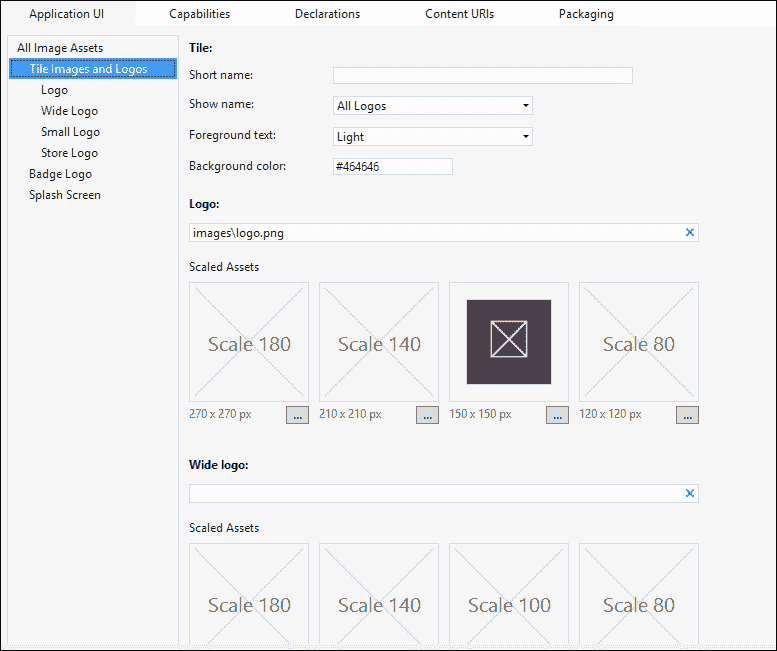 Application UI Capabilities Declarations Content URIs Packaging
All Image Assets
Tile Images and Logos
Logo
Wide Logo
Small Logo
Store Logo
Badge Logo
Splash Screen
Tile:
Short name:
Show name: All Logos
Foreground text: Light
Background color: #464646
Logo:
images\logo.png
Scaled Assets
Scale 180 Scale 140 Scale 80
270 x 270 px ... 210 x 210 px ... 150 x 150 px ... 120 x 120 px ...
Wide logo:
Scaled Assets
Scale 180 Scale 140 Scale 100 Scale 80